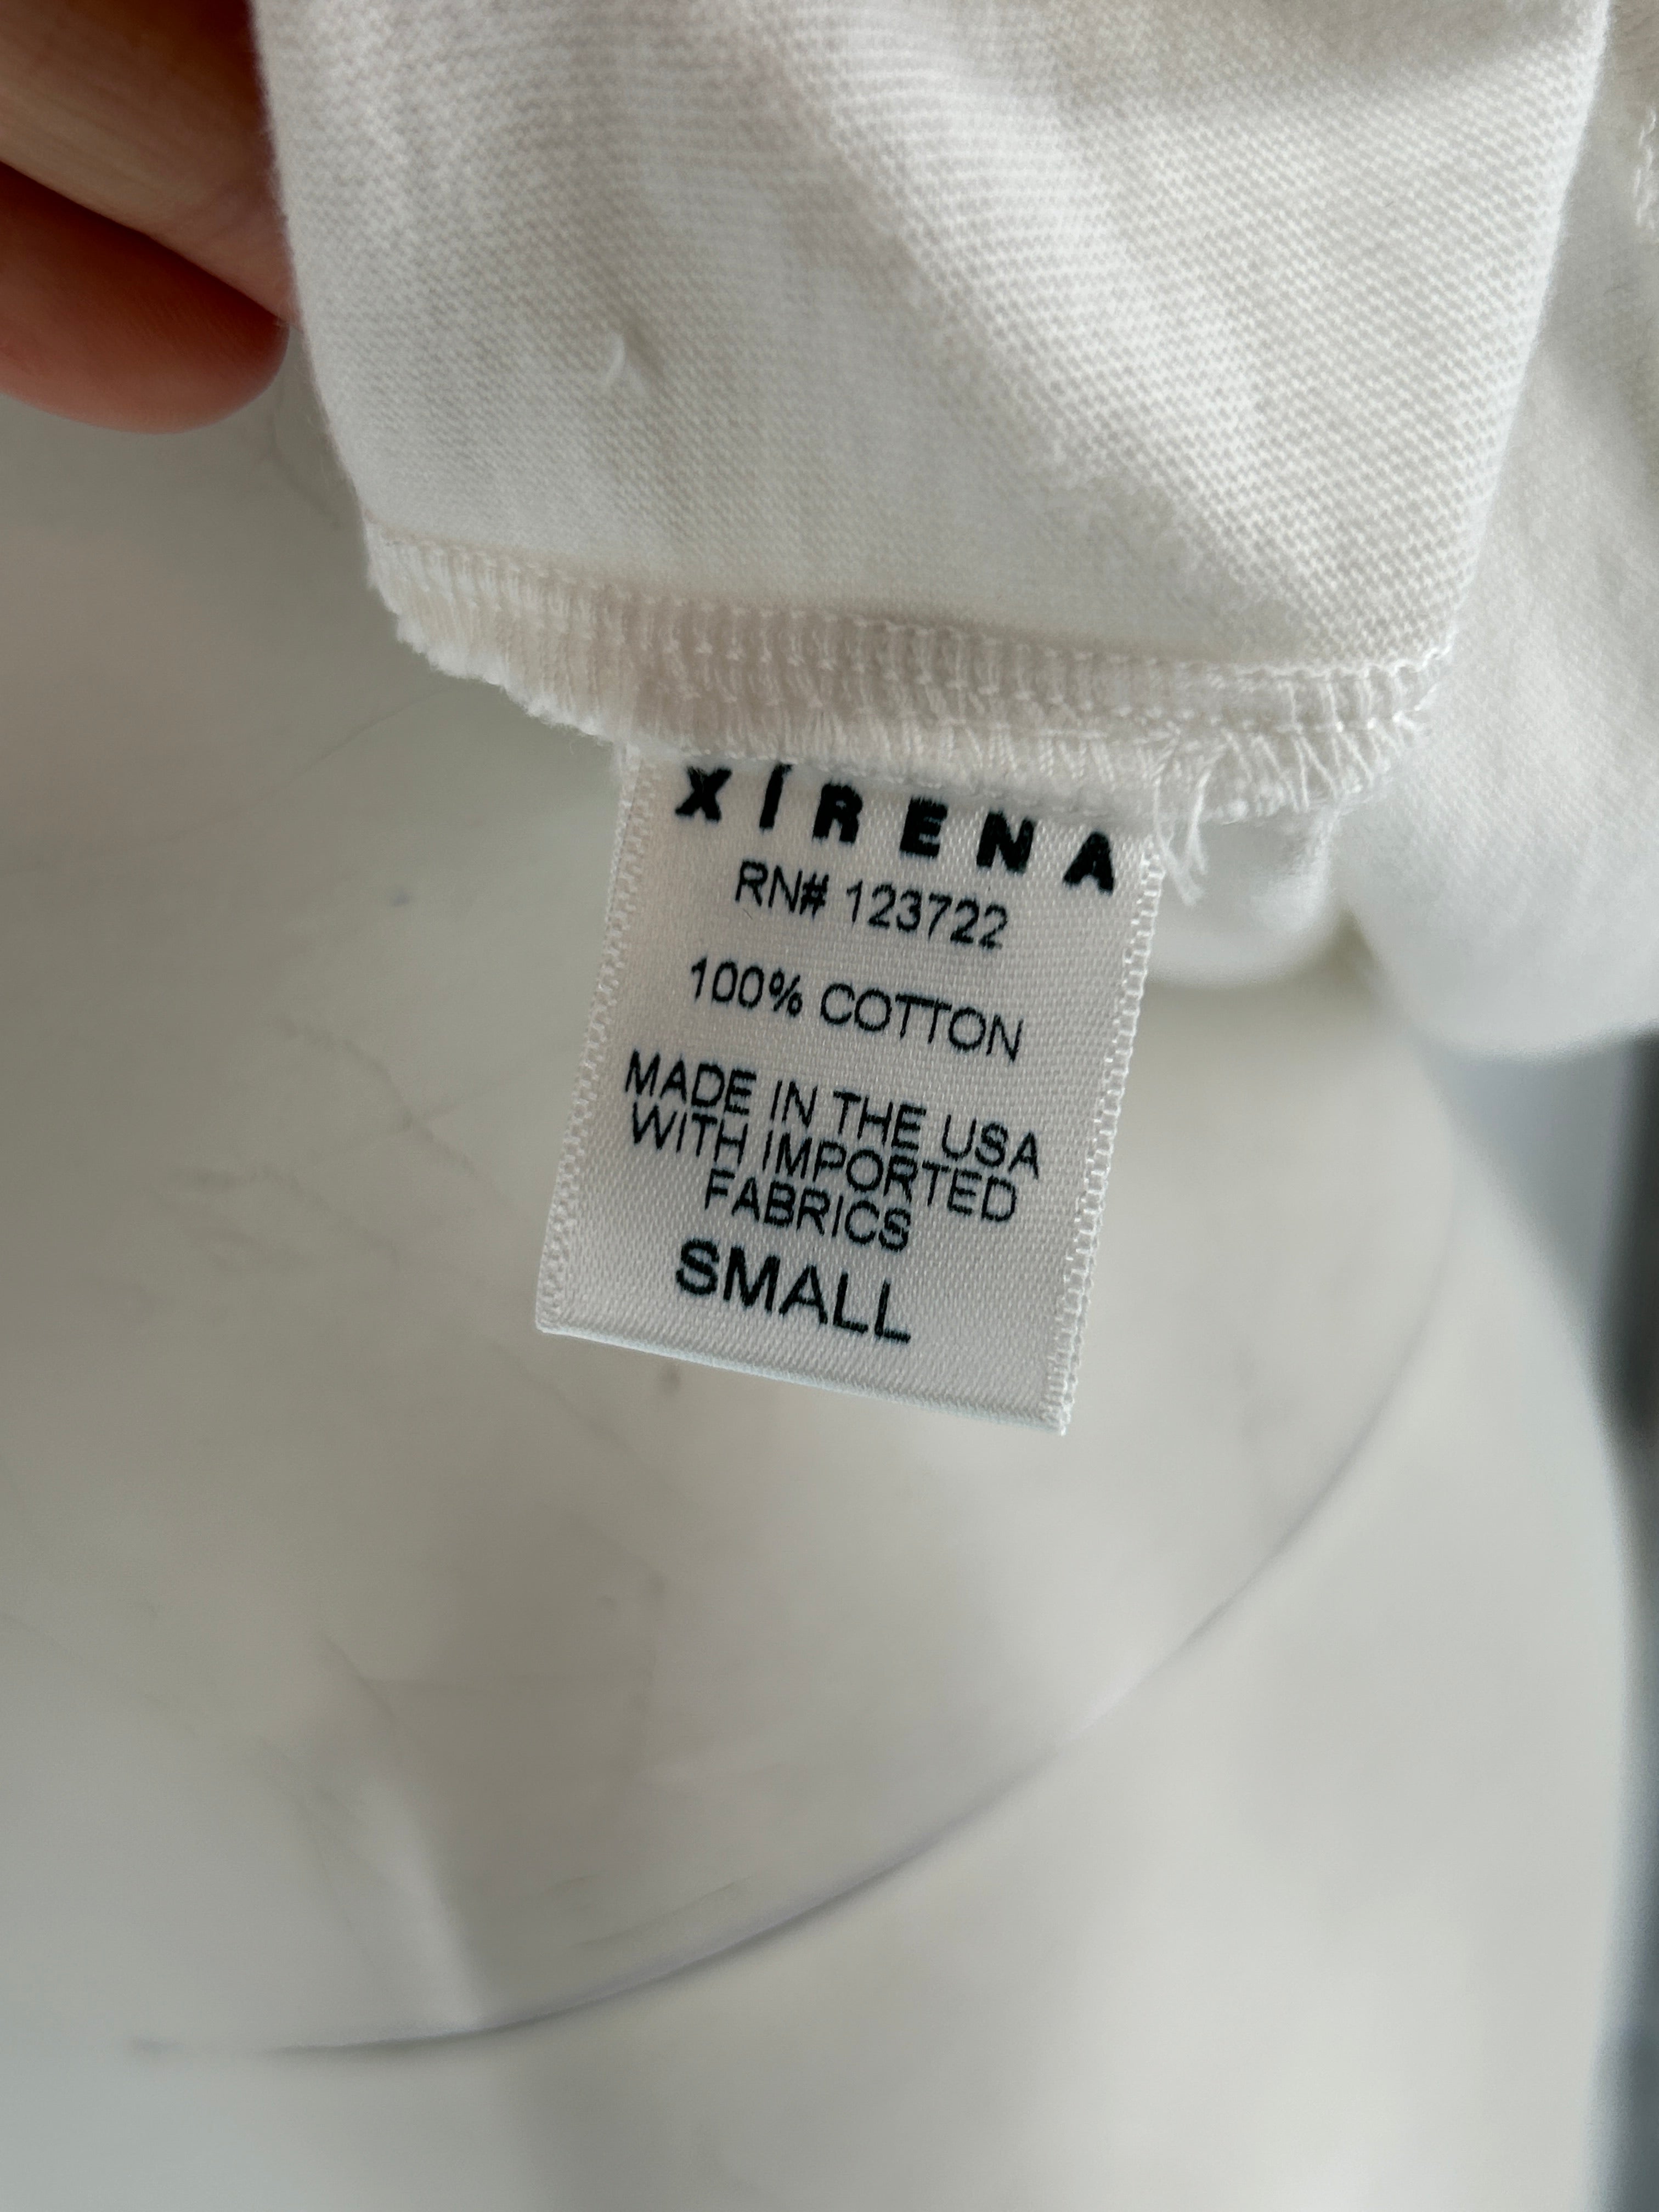 XÍRENA
RN# 123722
100% COTTON
MADE IN THE USA
WITH IMPORTED
FABRICS
SMALL